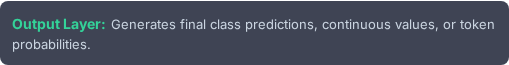 Output Layer: Generates final class predictions, continuous values, or token
probabilities.